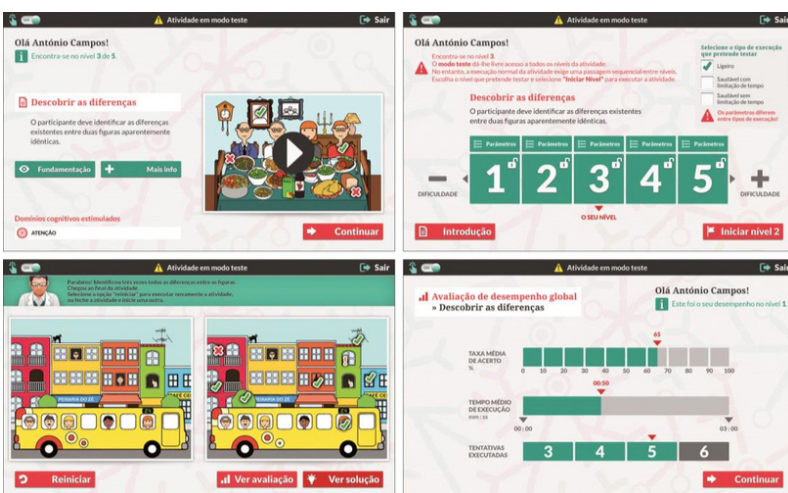 Atividade em modo teste
Sair
Olá António Campos!
Encontra-se no nível 3 de 5.
Descobrir as diferenças
O participante deve identificar as diferenças
existentes entre duas figuras aparentemente
idênticas.
Fundamentação
Mais info
Domínios cognitivos estimulados
ATENÇÃO
Continuar
Atividade em modo teste
Sair
Olá António Campos!
Encontra-se no nível 3.
O modo teste dá-lhe livre acesso a todos os níveis da atividade.
No entanto, a execução normal da atividade exige uma passagem sequencial entre níveis.
Escolha o nível que pretende testar e selecione "Iniciar Nível" para executar a atividade.
Selecione o tipo de execução
que pretende testar
Ligeiro
Saudável com
limitação de tempo
Saudável sem
limitação de tempo
Os parâmetros diferem
entre tipos de execução!
Descobrir as diferenças
O participante deve identificar as diferenças existentes
entre duas figuras aparentemente idênticas.
Parâmetros Parâmetros Parâmetros Parâmetros Parâmetros
1 2 3 4 5
DIFICULDADE
DIFICULDADE
O SEU NÍVEL
Introdução
Iniciar nível 2
Atividade em modo teste
Sair
Parabéns! Identificou três vezes todas as diferenças entre as figuras.
Chegou ao final da atividade.
Selecione a opção "reiniciar" para executar novamente a atividade,
ou feche a atividade e inicie uma outra.
PADARIA DO ZÉ
PADARIA DO ZÉ
Reiniciar
Ver avaliação
Ver solução
Atividade em modo teste
Sair
Avaliação de desempenho global
» Descobrir as diferenças
Olá António Campos!
Este foi o seu desempenho no nível 1.
65
TAXA MÉDIA
DE ACERTO
%
0 10 20 30 40 50 60 70 80 90 100
00:50
TEMPO MÉDIO
DE EXECUÇÃO
mm : ss
00 : 00
03 : 00
TENTATIVAS
EXECUTADAS
3 4 5 6
Continuar